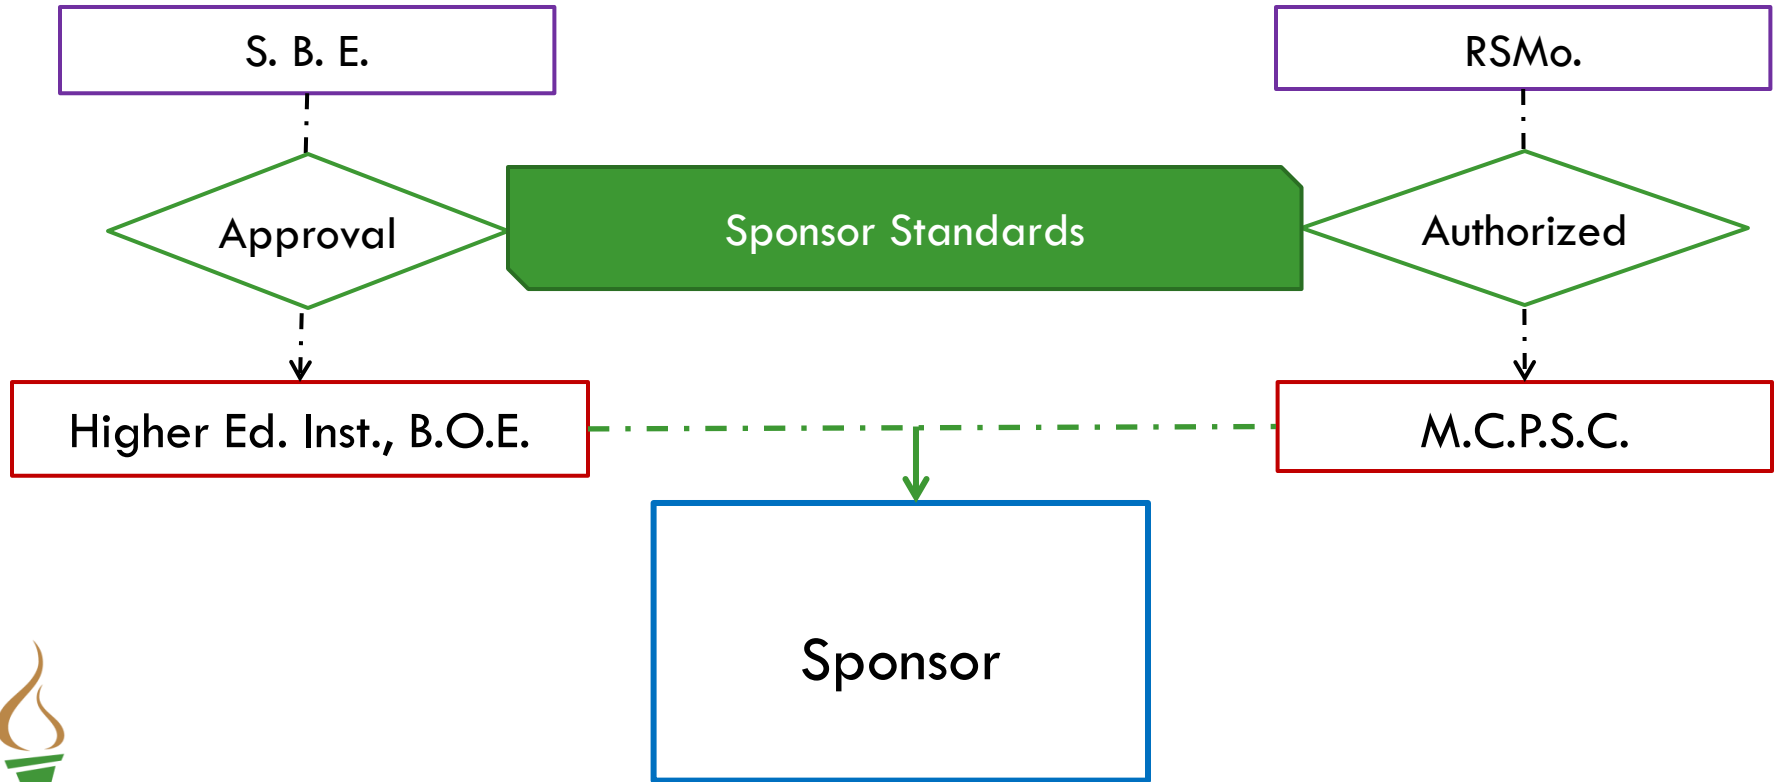 S. B. E.
RSMo.
Approval
Sponsor Standards
Authorized
Higher Ed. Inst., B.O.E.
M.C.P.S.C.
Sponsor